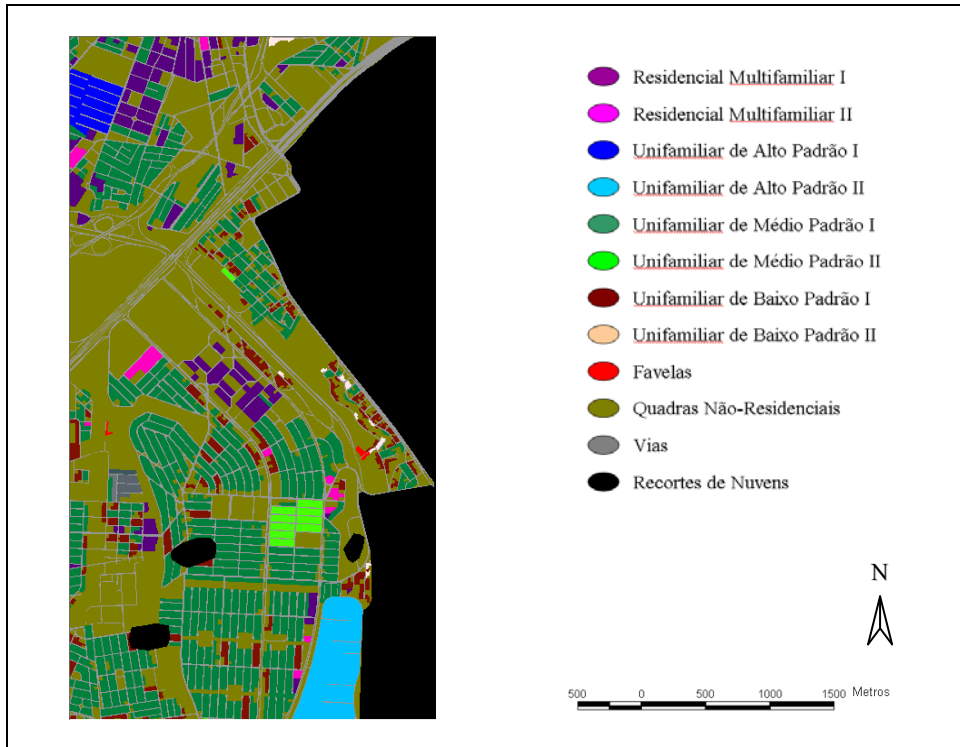 Residencial Multifamiliar I
Residencial Multifamiliar II
Unifamiliar de Alto Padrão I
Unifamiliar de Alto Padrão II
Unifamiliar de Médio Padrão I
Unifamiliar de Médio Padrão II
Unifamiliar de Baixo Padrão I
Unifamiliar de Baixo Padrão II
Favelas
Quadras Não-Residenciais
Vias
Recortes de Nuvens
N
500 0 500 1000 1500 Metros